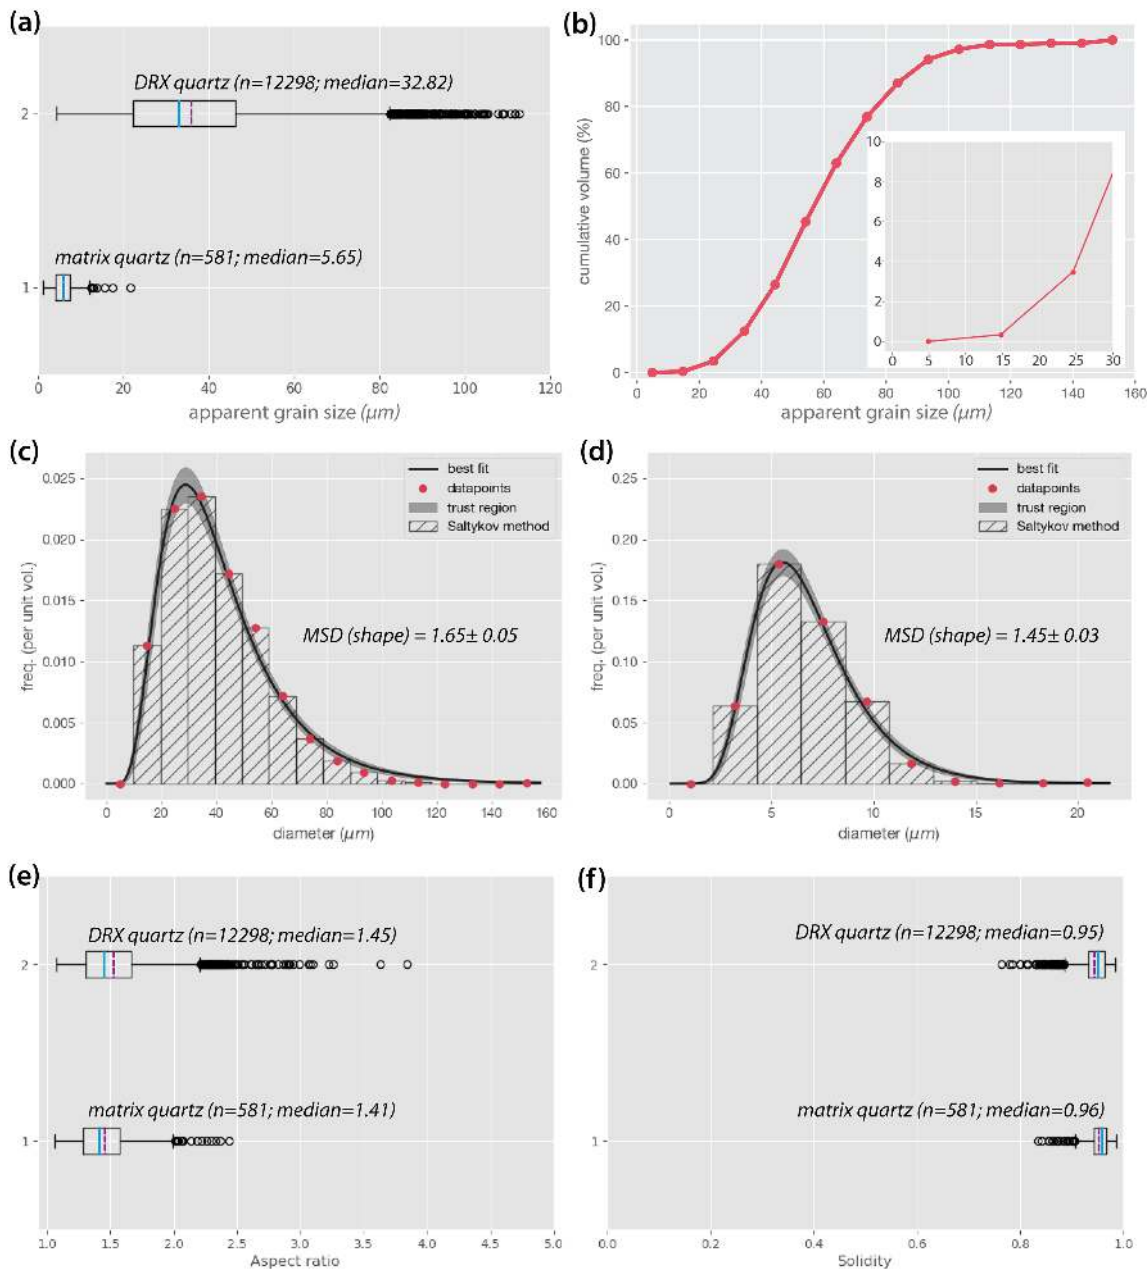 (a)
DRX quartz (n=12298; median=32.82)
2
matrix quartz (n=581; median=5.65)
1
0 20 40 60 80 100 120
apparent grain size (μm)
(b)
100
80
60
40
20
0
cumulative volume (%)
10
8
6
4
2
0
0 5 10 15 20 25 30
0 20 40 60 80 100 120 140 160
apparent grain size (μm)
(c)
0.025
0.020
0.015
0.010
0.005
0.000
freq. (per unit vol.)
best fit
datapoints
trust region
Saltykov method
MSD (shape) = 1.65± 0.05
0 20 40 60 80 100 120 140 160
diameter (μm)
(d)
0.20
0.15
0.10
0.05
0.00
freq. (per unit vol.)
best fit
datapoints
trust region
Saltykov method
MSD (shape) = 1.45± 0.03
0 5 10 15 20
diameter (μm)
(e)
DRX quartz (n=12298; median=1.45)
2
matrix quartz (n=581; median=1.41)
1
1.0 1.5 2.0 2.5 3.0 3.5 4.0 4.5 5.0
Aspect ratio
(f)
DRX quartz (n=12298; median=0.95)
2
matrix quartz (n=581; median=0.96)
1
0.0 0.2 0.4 0.6 0.8 1.0
Solidity